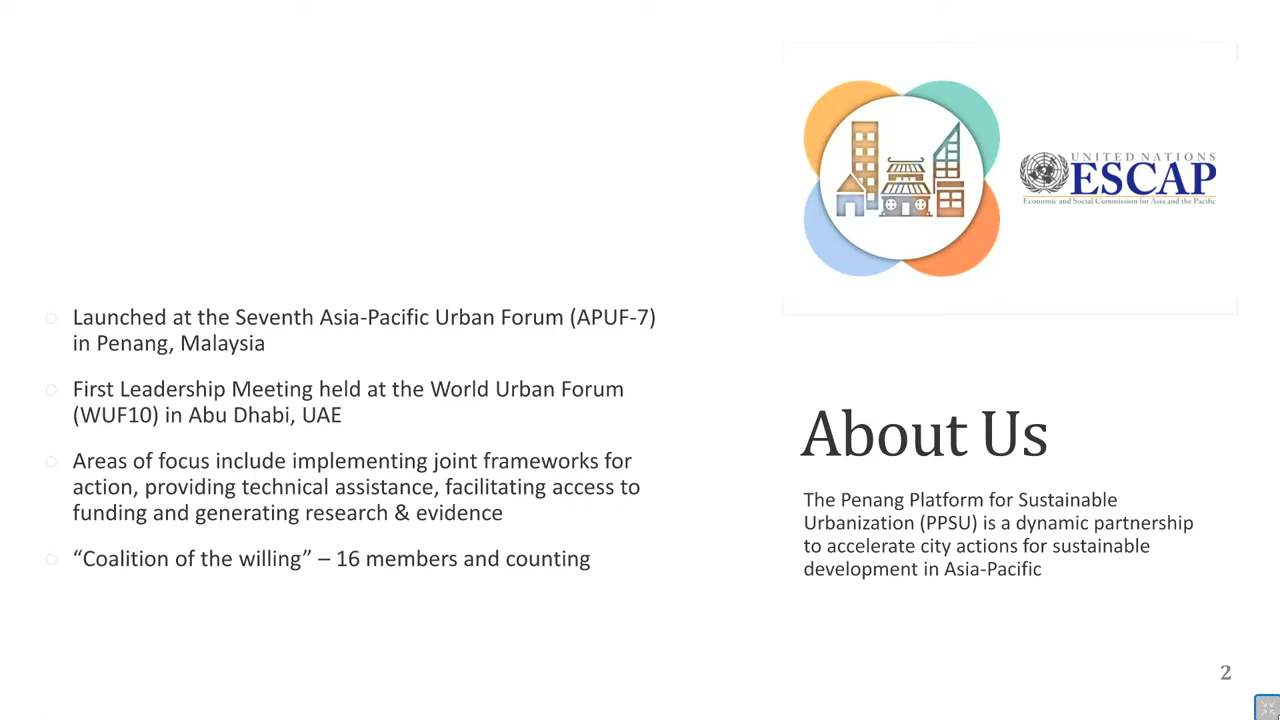 Launched at the Seventh Asia-Pacific Urban Forum (APUF-7)
in Penang, Malaysia
First Leadership Meeting held at the World Urban Forum
(WUF10) in Abu Dhabi, UAE
Areas of focus include implementing joint frameworks for
action, providing technical assistance, facilitating access to
funding and generating research & evidence
“Coalition of the willing” – 16 members and counting
UNITED NATIONS
ESCAP
Economic and Social Commission for Asia and the Pacific
About Us
The Penang Platform for Sustainable
Urbanization (PPSU) is a dynamic partnership
to accelerate city actions for sustainable
development in Asia-Pacific
2